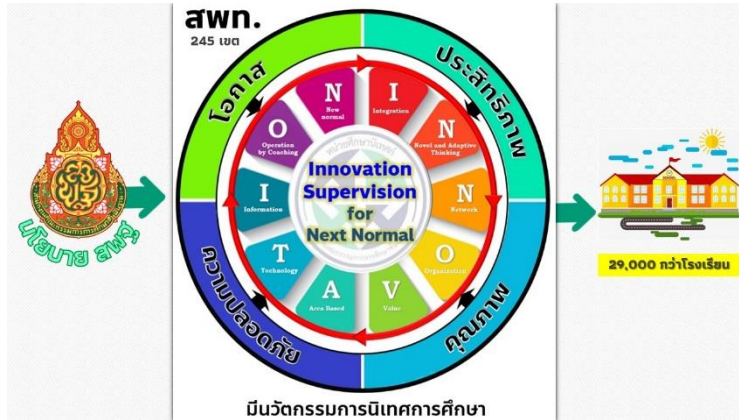 สพท.
245 เขต
โอกาส
ประสิทธิภาพ
คุณภาพ
ความปลอดภัย
I
Integration
N
Novel and Adaptive
Thinking
N
Network
O
Organization
V
Value
A
Area Based
T
Technology
I
Information
O
Operation
by Coaching
N
New
normal
Innovation
Supervision
for
Next Normal
นโยบาย สพฐ
29,000 กว่าโรงเรียน
มีนวัตกรรมการนิเทศการศึกษา